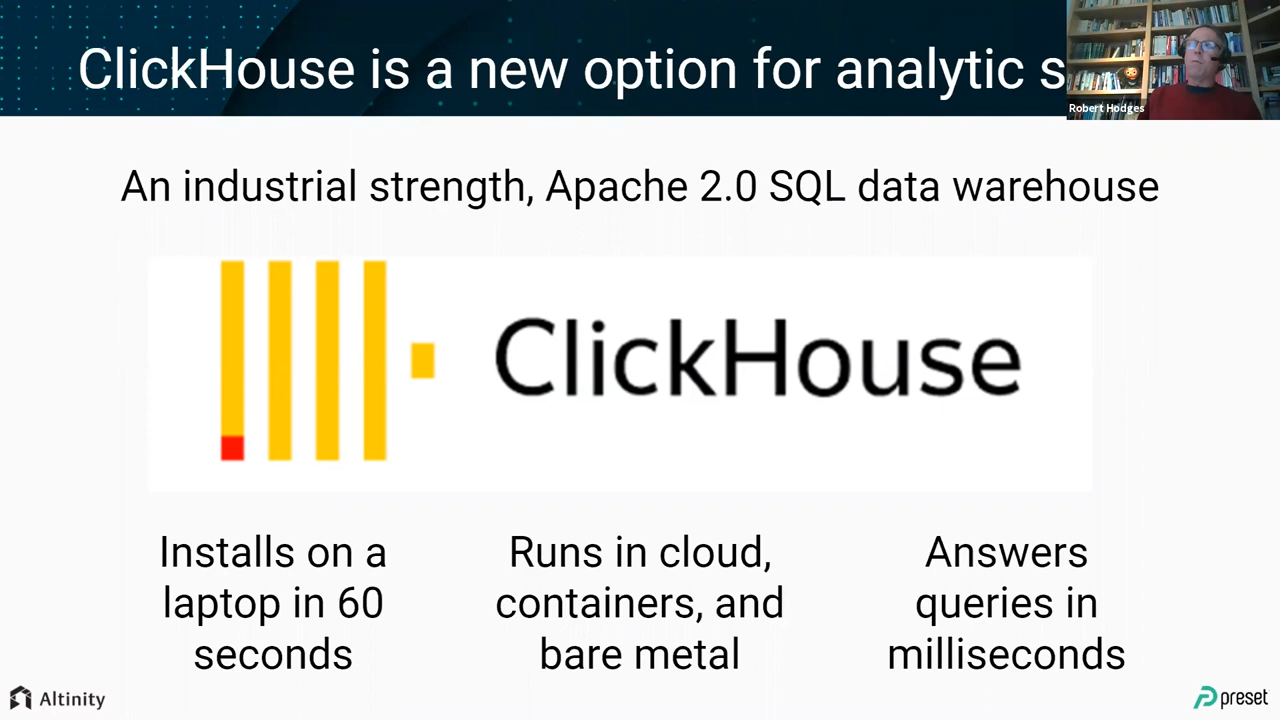 ClickHouse is a new option for analytic s
Robert Hodges
An industrial strength, Apache 2.0 SQL data warehouse
ClickHouse
Installs on a
laptop in 60
seconds
Runs in cloud,
containers, and
bare metal
Answers
queries in
milliseconds
Altinity
preset